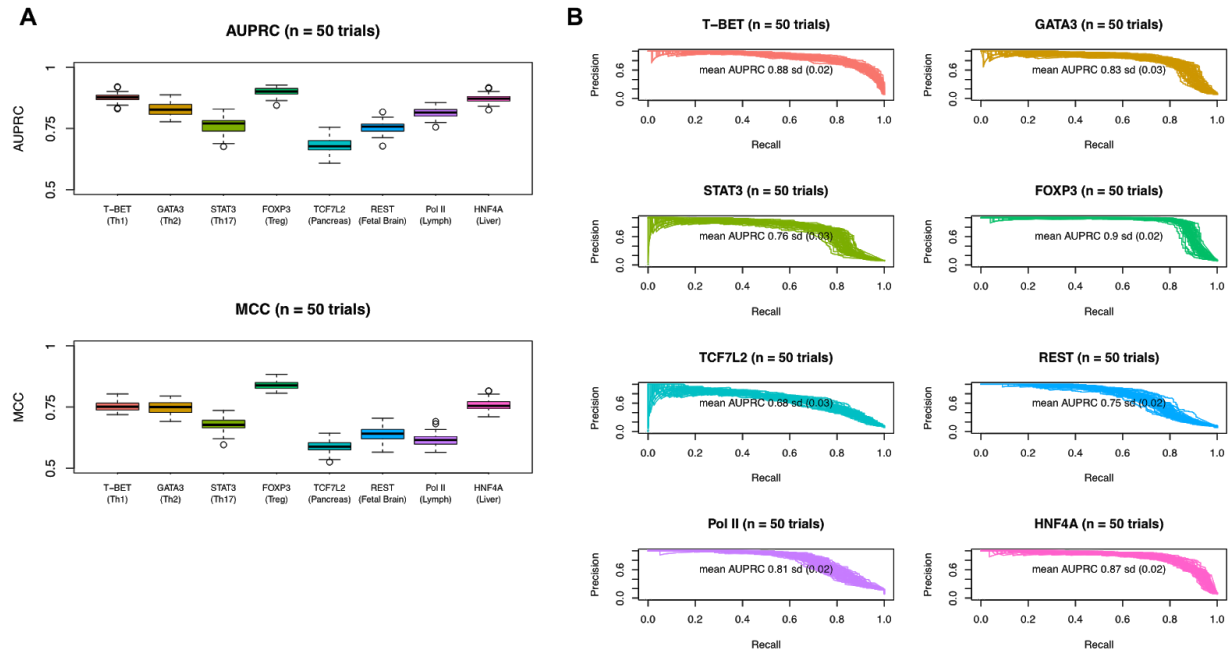 A
AUPRC (n = 50 trials)
AUPRC
1
0.75
0.5
T−BET GATA3 STAT3 FOXP3 TCF7L2 REST Pol II HNF4A
(Th1) (Th2) (Th17) (Treg) (Pancreas) (Fetal Brain) (Lymph) (Liver)
MCC (n = 50 trials)
MCC
1
0.75
0.5
T−BET GATA3 STAT3 FOXP3 TCF7L2 REST Pol II HNF4A
(Th1) (Th2) (Th17) (Treg) (Pancreas) (Fetal Brain) (Lymph) (Liver)
B
T−BET (n = 50 trials)
Precision
0.6
0.0
mean AUPRC 0.88 sd (0.02)
0.0 0.2 0.4 0.6 0.8 1.0
Recall
GATA3 (n = 50 trials)
Precision
0.6
0.0
mean AUPRC 0.83 sd (0.03)
0.0 0.2 0.4 0.6 0.8 1.0
Recall
STAT3 (n = 50 trials)
Precision
0.6
0.0
mean AUPRC 0.76 sd (0.03)
0.0 0.2 0.4 0.6 0.8 1.0
Recall
FOXP3 (n = 50 trials)
Precision
0.6
0.0
mean AUPRC 0.9 sd (0.02)
0.0 0.2 0.4 0.6 0.8 1.0
Recall
TCF7L2 (n = 50 trials)
Precision
0.6
0.0
mean AUPRC 0.68 sd (0.03)
0.0 0.2 0.4 0.6 0.8 1.0
Recall
REST (n = 50 trials)
Precision
0.6
0.0
mean AUPRC 0.75 sd (0.02)
0.0 0.2 0.4 0.6 0.8 1.0
Recall
Pol II (n = 50 trials)
Precision
0.6
0.0
mean AUPRC 0.81 sd (0.02)
0.0 0.2 0.4 0.6 0.8 1.0
Recall
HNF4A (n = 50 trials)
Precision
0.6
0.0
mean AUPRC 0.87 sd (0.02)
0.0 0.2 0.4 0.6 0.8 1.0
Recall